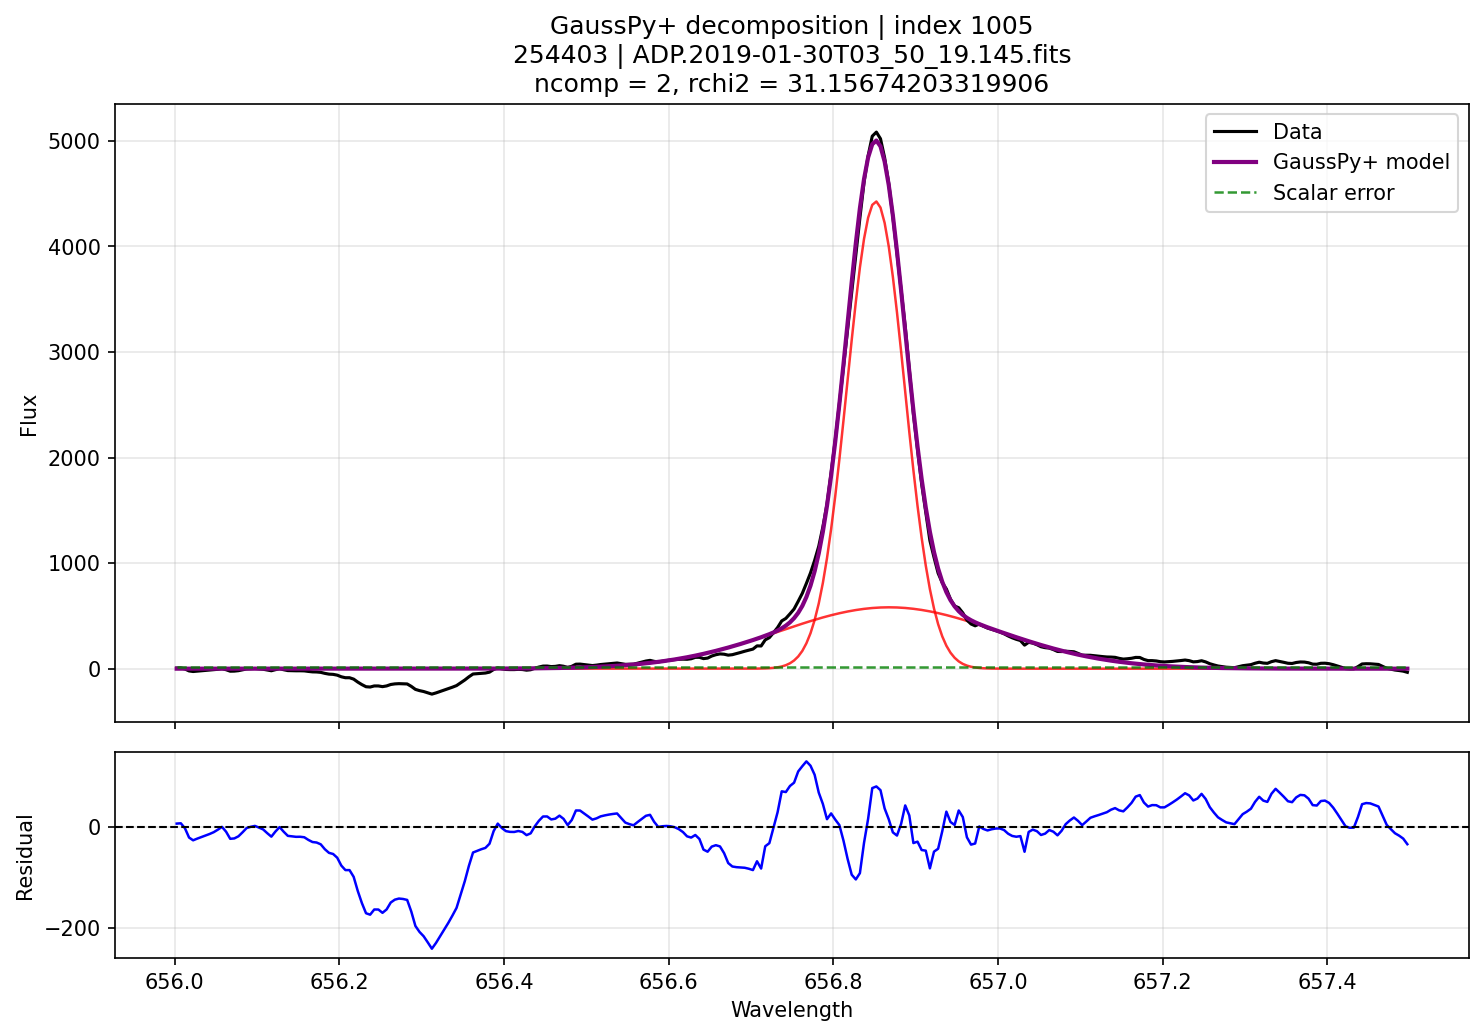 GaussPy+ decomposition | index 1005
254403 | ADP.2019-01-30T03_50_19.145.fits
ncomp = 2, rchi2 = 31.15674203319906
Data
GaussPy+ model
Scalar error
Flux
5000
4000
3000
2000
1000
0
Residual
0
−200
656.0 656.2 656.4 656.6 656.8 657.0 657.2 657.4
Wavelength